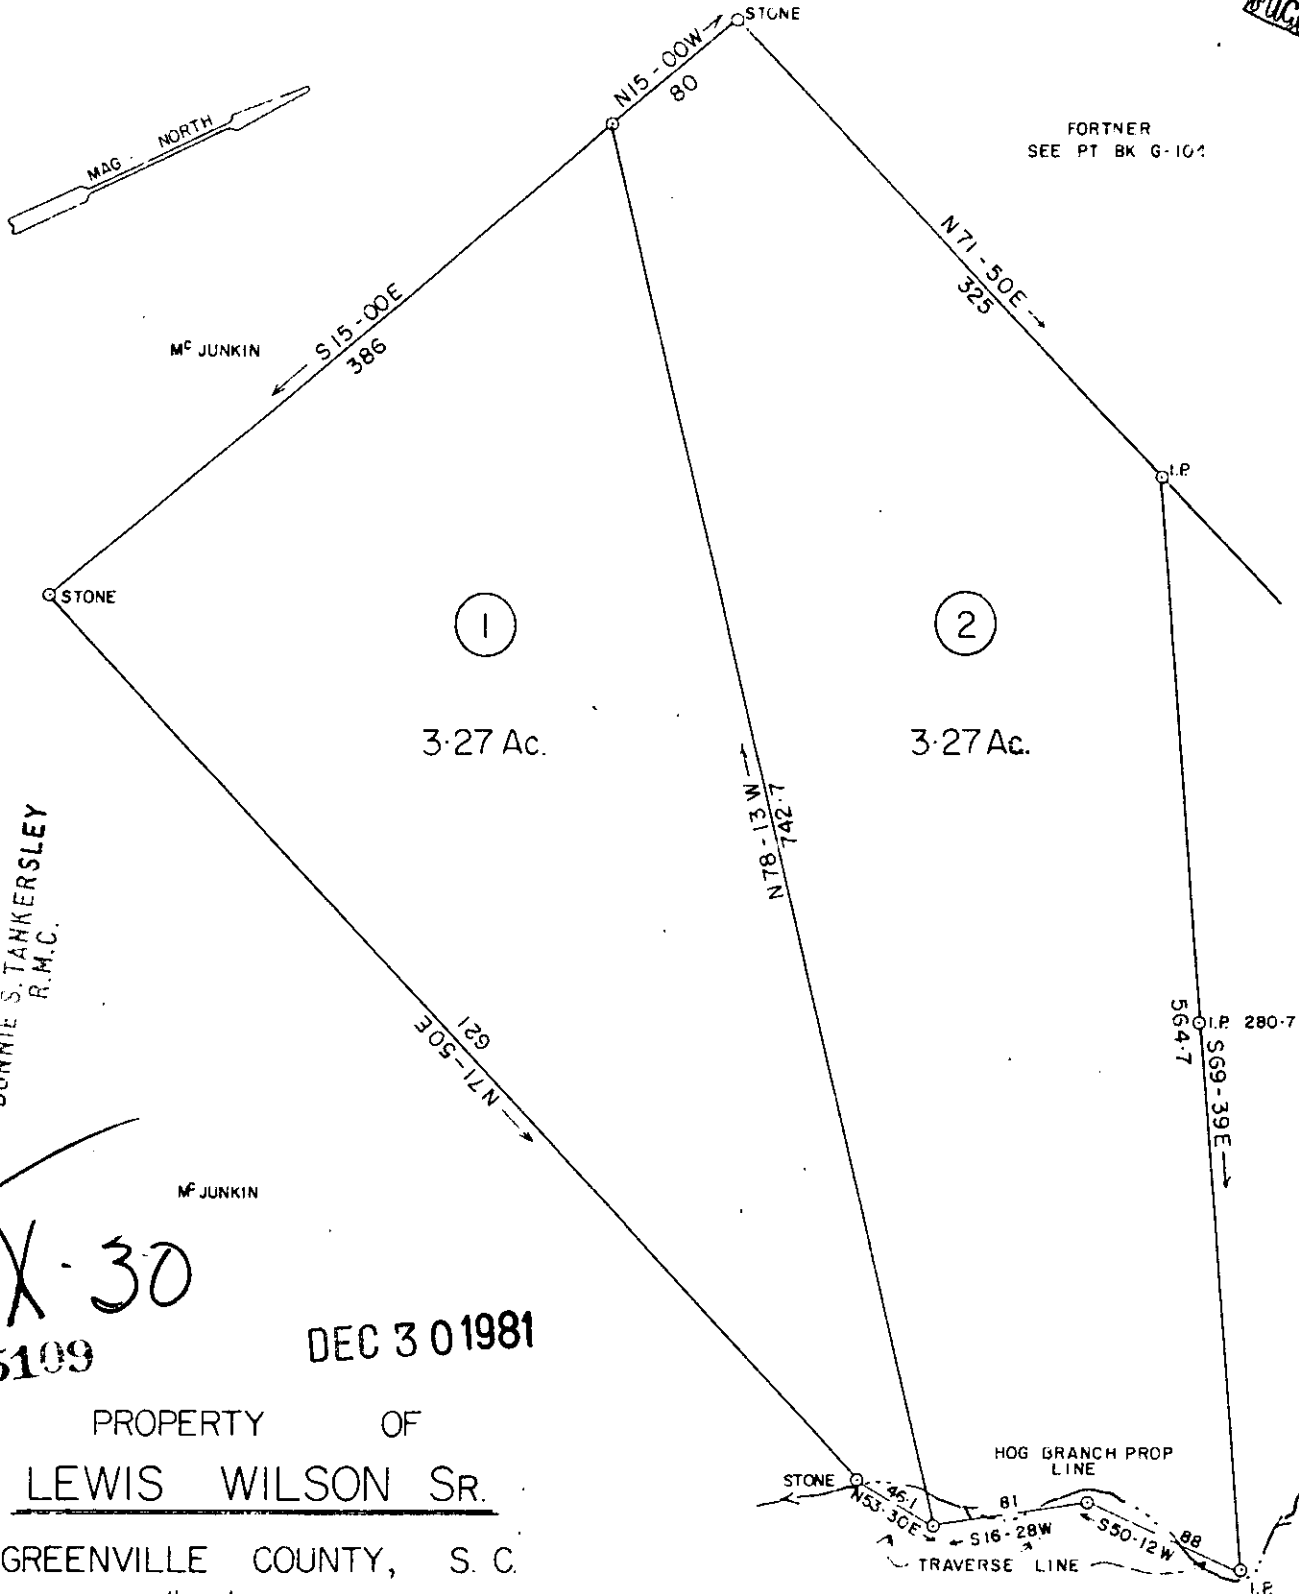 STONE
N15-00W
80
MAG. NORTH
FORTNER
SEE PT BK G-104
N71-50E
325
Mc JUNKIN
S15-00E
386
I.P.
STONE
1
2
3.27 Ac.
3.27 Ac.
N78-13W
742.7
S. TANKERSLEY
R.M.C.
621
N71-50E
I.P. 280.7
564.7
S69-39E
Mc JUNKIN
X-30
DEC 30 1981
PROPERTY OF
LEWIS WILSON SR.
GREENVILLE COUNTY, S. C.
HOG BRANCH PROP
LINE
STONE
46.1
N53-30E
81
S16-28W
88
S50-12W
TRAVERSE LINE
I.P.